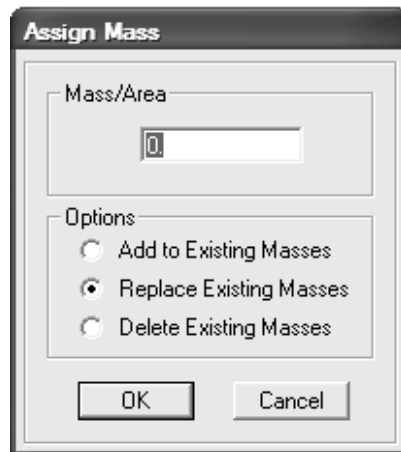 Assign Mass
Mass/Area
0.
Options
Add to Existing Masses
Replace Existing Masses
Delete Existing Masses
OK Cancel